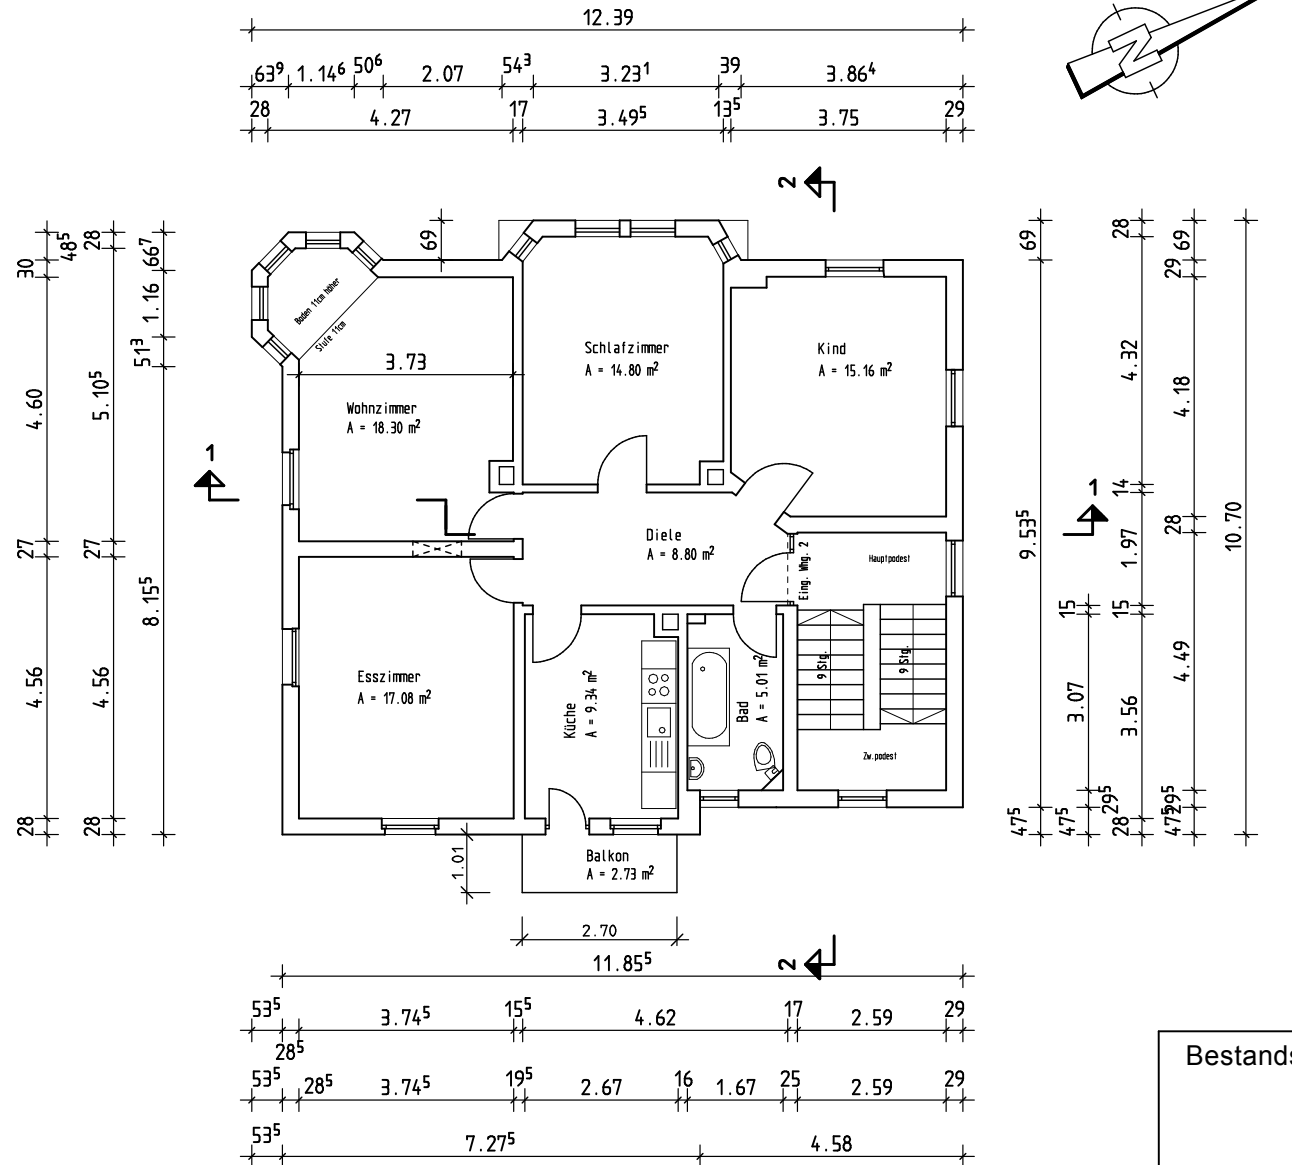 12.39
63⁹ 1.14⁶ 50⁶ 2.07 54³ 3.23¹ 39 3.86⁴
28 4.27 17 3.49⁵ 13⁵ 3.75 29
N
2
69
48⁵ 28 66⁷
30
1.16
51³
4.60 5.10⁵
27 27
8.15⁵
4.56 4.56
28 28
1
Boden 11cm höher
Stufe 11cm
3.73
Wohnzimmer
A = 18.30 m²
Schlafzimmer
A = 14.80 m²
Kind
A = 15.16 m²
Diele
A = 8.80 m²
Eing. Whg. 2
Hauptpodest
9 Stg.
9 Stg.
Zw.podest
Esszimmer
A = 17.08 m²
Küche
A = 9.34 m²
Bad
A = 5.01 m²
Balkon
A = 2.73 m²
1.01
1
69 28 69
29
4.32 4.18
14
9.53⁵ 1.97 28 10.70
15 15
3.07 3.56 4.49
29⁵ 29⁵
47⁵ 47⁵ 28 47⁵
2.70
2
11.85⁵
53⁵ 3.74⁵ 15⁵ 4.62 17 2.59 29
28⁵
53⁵ 28⁵ 3.74⁵ 19⁵ 2.67 16 1.67 25 2.59 29
53⁵ 7.27⁵ 4.58
Bestands